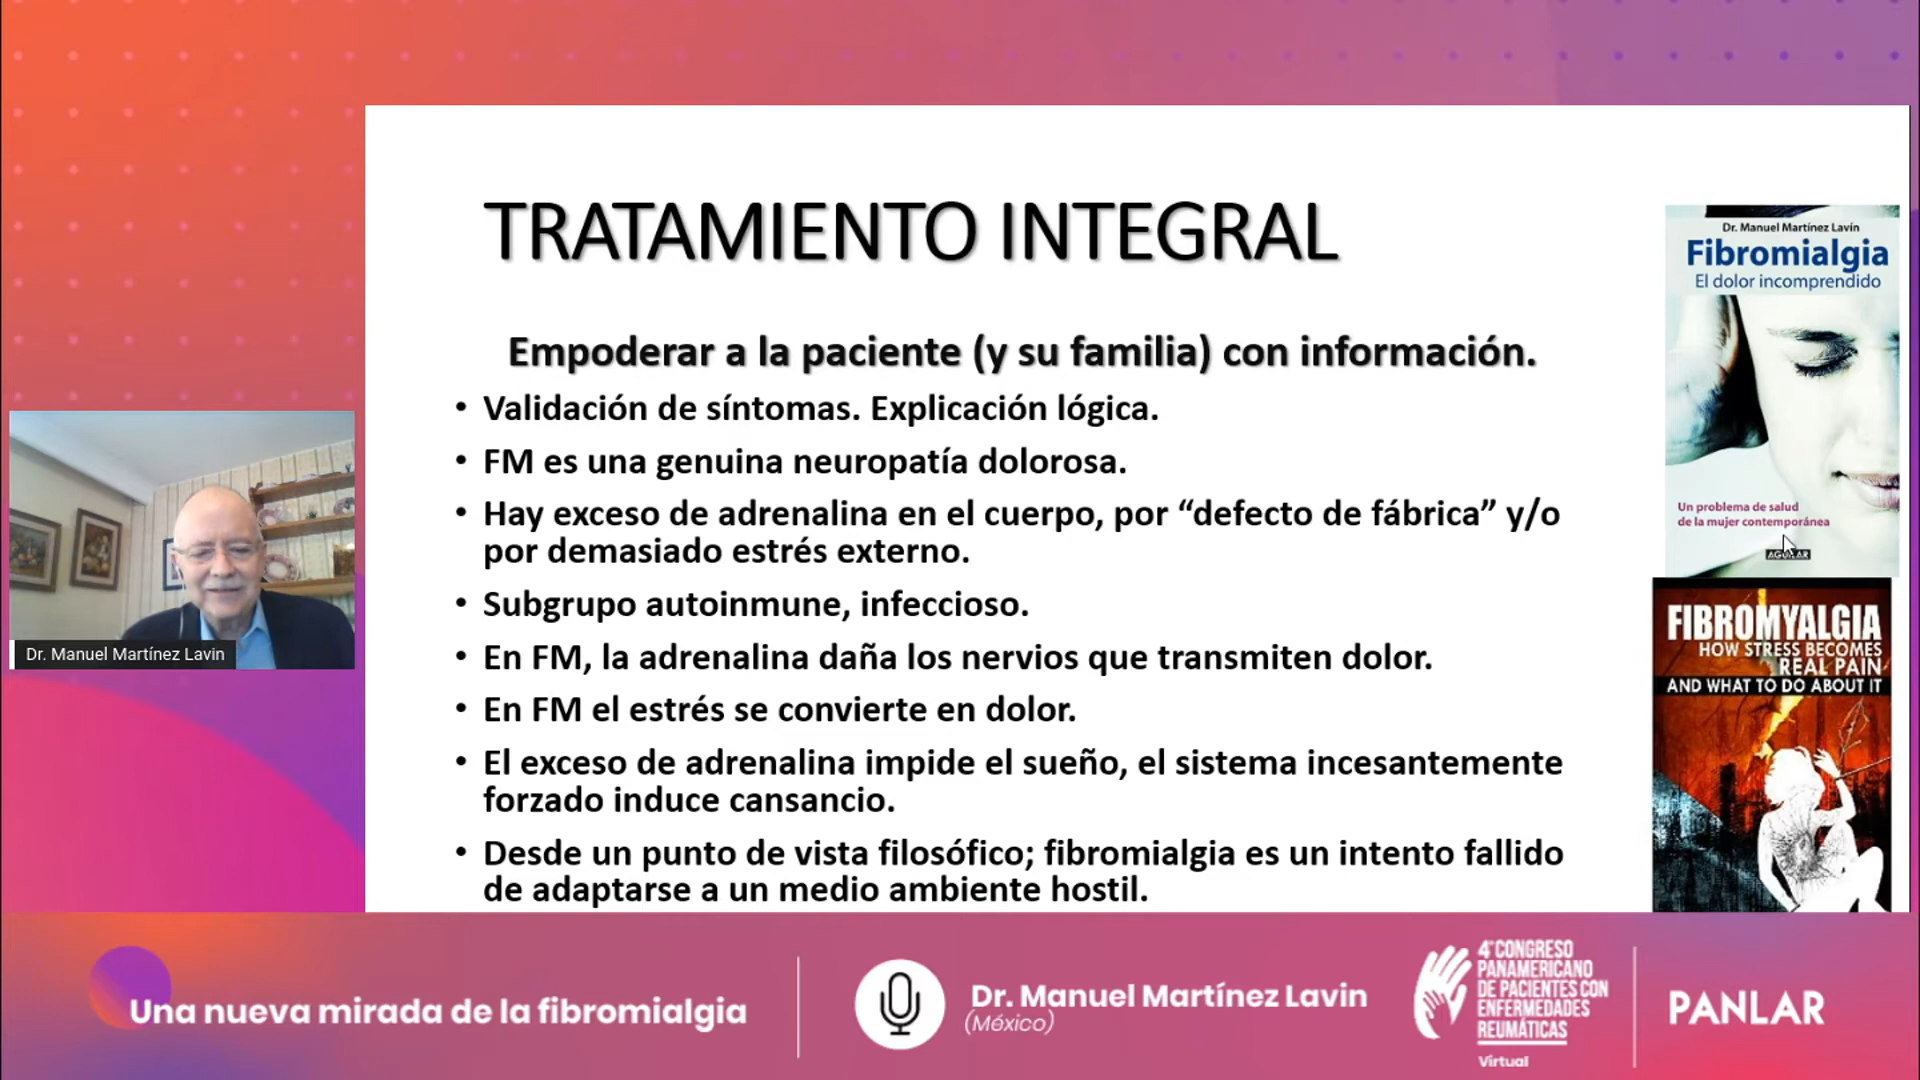 TRATAMIENTO INTEGRAL
Empoderar a la paciente (y su familia) con información.
• Validación de síntomas. Explicación lógica.
• FM es una genuina neuropatía dolorosa.
• Hay exceso de adrenalina en el cuerpo, por “defecto de fábrica” y/o
por demasiado estrés externo.
• Subgrupo autoinmune, infeccioso.
• En FM, la adrenalina daña los nervios que transmiten dolor.
• En FM el estrés se convierte en dolor.
• El exceso de adrenalina impide el sueño, el sistema incesantemente
forzado induce cansancio.
• Desde un punto de vista filosófico; fibromialgia es un intento fallido
de adaptarse a un medio ambiente hostil.
Dr. Manuel Martínez Lavín
Fibromialgia
El dolor incomprendido
Un problema de salud
de la mujer contemporánea
AGUILAR
FIBROMYALGIA
HOW STRESS BECOMES
REAL PAIN
AND WHAT TO DO ABOUT IT
Dr. Manuel Martínez Lavin
Una nueva mirada de la fibromialgia
Dr. Manuel Martínez Lavin
(México)
4° CONGRESO
PANAMERICANO
DE PACIENTES CON
ENFERMEDADES
REUMÁTICAS
Virtual
PANLAR